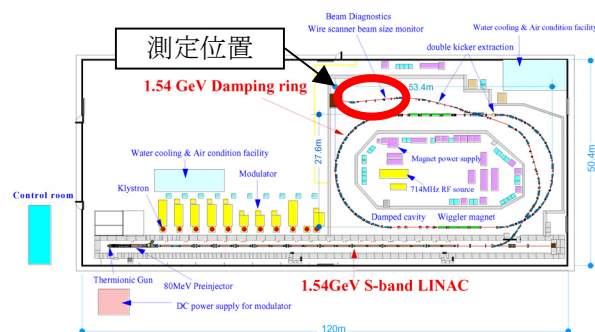 Beam Diagnostics
Wire scanner beam size monitor
Water cooling & Air condition facility
double kicker extraction
測定位置
1.54 GeV Damping ring
53.4m
27.6m
50.4m
Water cooling & Air condition facility
Magnet power supply
Klystron
Modulator
714MHz RF source
Control room
Damped cavity
Wiggler magnet
Thermionic Gun
80MeV Preinjector
1.54GeV S-band LINAC
DC power supply for modulator
120m